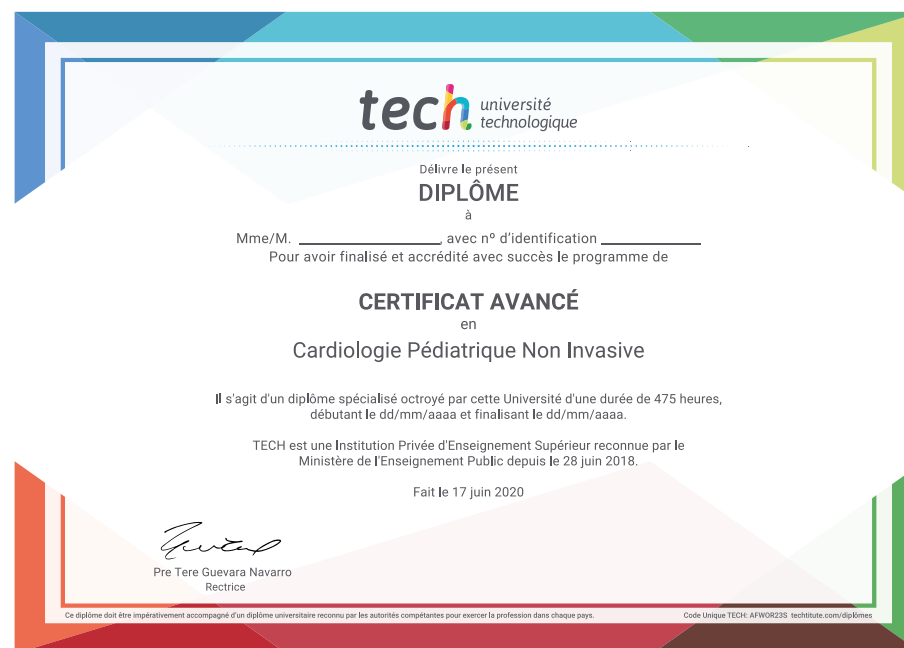 tech université
technologique
Délivre le présent
DIPLÔME
à
Mme/M. ____________, avec nº d'identification ____________
Pour avoir finalisé et accrédité avec succès le programme de
CERTIFICAT AVANCÉ
en
Cardiologie Pédiatrique Non Invasive
Il s'agit d'un diplôme spécialisé octroyé par cette Université d'une durée de 475 heures,
débutant le dd/mm/aaaa et finalisant le dd/mm/aaaa.
TECH est une Institution Privée d'Enseignement Supérieur reconnue par le
Ministère de l'Enseignement Public depuis le 28 juin 2018.
Fait le 17 juin 2020
Pre Tere Guevara Navarro
Rectrice
Ce diplôme doit être impérativement accompagné d'un diplôme universitaire reconnu par les autorités compétentes pour exercer la profession dans chaque pays.
Code Unique TECH: AFWOR23S techtitute.com/diplômes